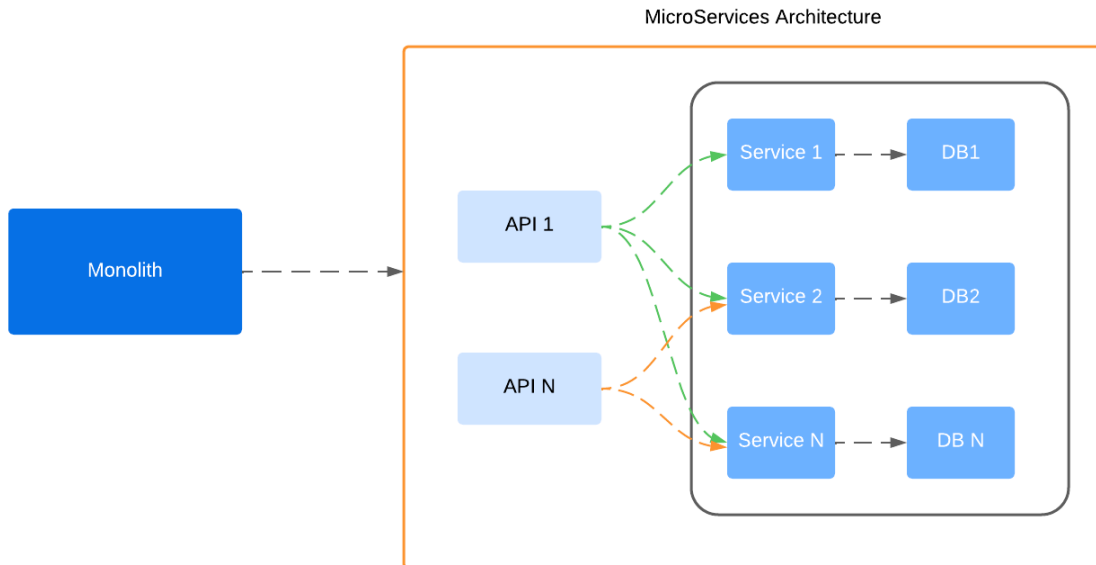 MicroServices Architecture
Monolith
API 1
API N
Service 1
DB1
Service 2
DB2
Service N
DB N